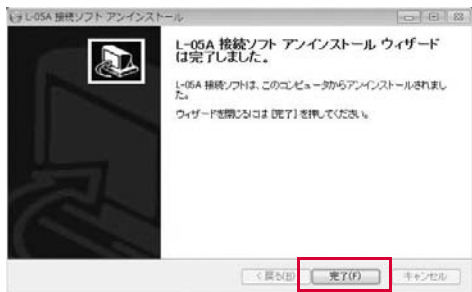 L-05A 接続ソフト アンインストール
L-05A 接続ソフト アンインストール ウィザード
は完了しました。
L-05A 接続ソフトは、このコンピュータからアンインストールされまし
た。
ウィザードを閉じるには [完了] を押してください。
< 戻る(B)
完了(F)
キャンセル